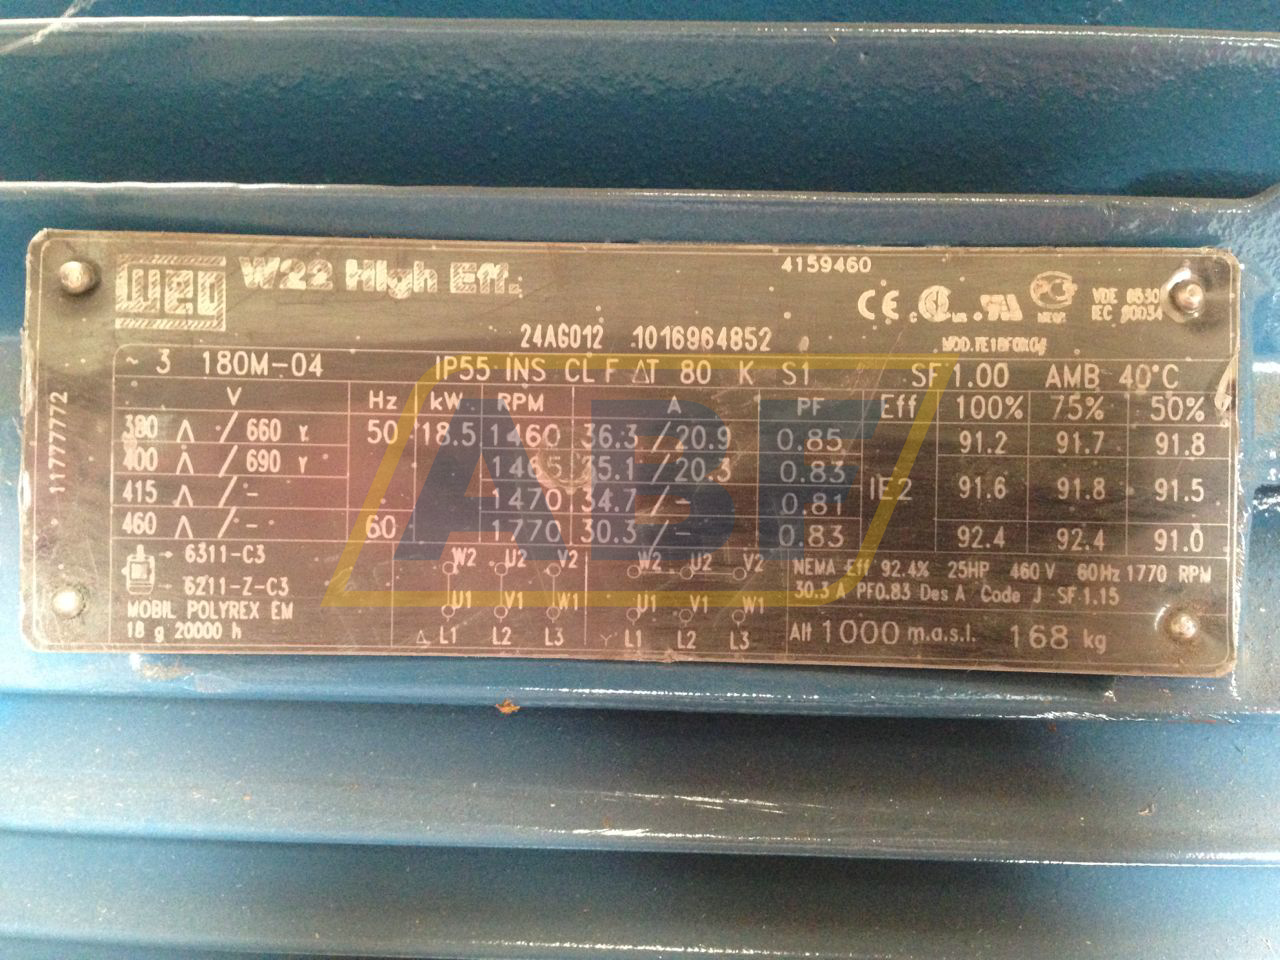 WEG W22 High Eff.
4159460
CE
VDE 0530
IEC 60034
24AG012 1016964852
11777772
~ 3 180M-04 IP55 INS CL F ΔT 80 K S1 SF 1.00 AMB 40°C
V Hz kW RPM A PF Eff 100% 75% 50%
380 Δ / 660 Y 50 18.5 1460 36.3 / 20.9 0.85 91.2 91.7 91.8
400 Δ / 690 Y 1465 35.1 / 20.3 0.83
415 Δ / - 1470 34.7 / - 0.81 IE2 91.6 91.8 91.5
460 Δ / - 60 1770 30.3 / - 0.83 92.4 92.4 91.0
6311-C3
6211-Z-C3
MOBIL POLYREX EM
18 g 20000 h
W2 U2 V2
U1 V1 W1
Δ L1 L2 L3
W2 U2 V2
U1 V1 W1
Y L1 L2 L3
NEMA Eff 92.4% 25HP 460 V 60Hz 1770 RPM
30.3 A PF0.83 Des A Code J SF 1.15
Alt 1000 m.a.s.l. 168 kg
ABF